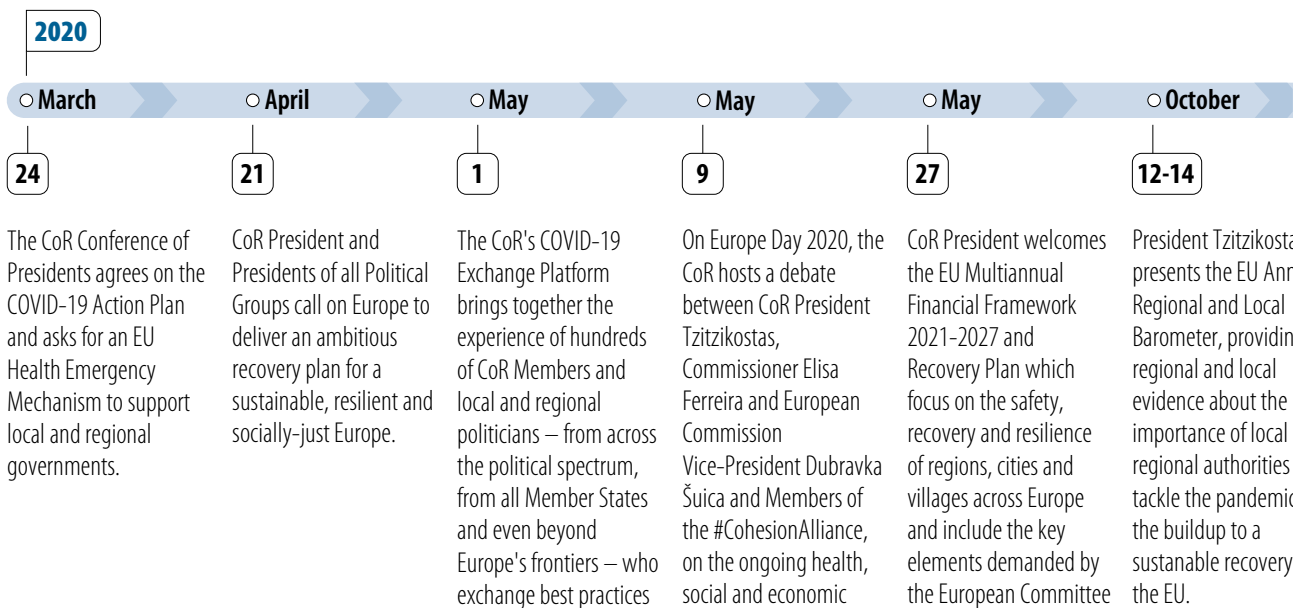 2020
March
April
May
May
May
October
24
21
1
9
27
12-14
The CoR Conference of
Presidents agrees on the
COVID-19 Action Plan
and asks for an EU
Health Emergency
Mechanism to support
local and regional
governments.
CoR President and
Presidents of all Political
Groups call on Europe to
deliver an ambitious
recovery plan for a
sustainable, resilient and
socially-just Europe.
The CoR's COVID-19
Exchange Platform
brings together the
experience of hundreds
of CoR Members and
local and regional
politicians – from across
the political spectrum,
from all Member States
and even beyond
Europe's frontiers – who
exchange best practices
On Europe Day 2020, the
CoR hosts a debate
between CoR President
Tzitzikostas,
Commissioner Elisa
Ferreira and European
Commission
Vice-President Dubravka
Šuica and Members of
the #CohesionAlliance,
on the ongoing health,
social and economic
CoR President welcomes
the EU Multiannual
Financial Framework
2021-2027 and
Recovery Plan which
focus on the safety,
recovery and resilience
of regions, cities and
villages across Europe
and include the key
elements demanded by
the European Committee
President
presents the EU
Regional and Local
Barometer,
regional and local
evidence about the
importance of local
regional authorities
tackle the
the buildup to a
sustanable recovery
the EU.